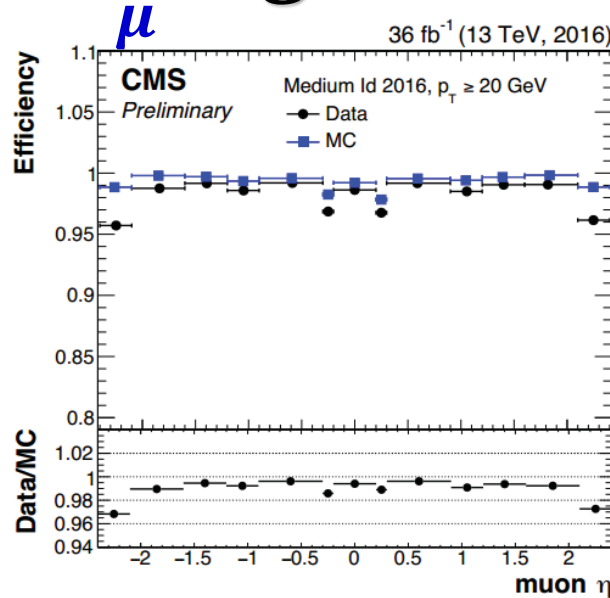 μ
36 fb-1 (13 TeV, 2016)
CMS
Preliminary
Medium Id 2016, pT ≥ 20 GeV
Data
MC
Efficiency
1.1
1.05
1
0.95
0.9
0.85
0.8
Data/MC
1.02
1
0.98
0.96
0.94
−2 −1.5 −1 −0.5 0 0.5 1 1.5 2
muon η